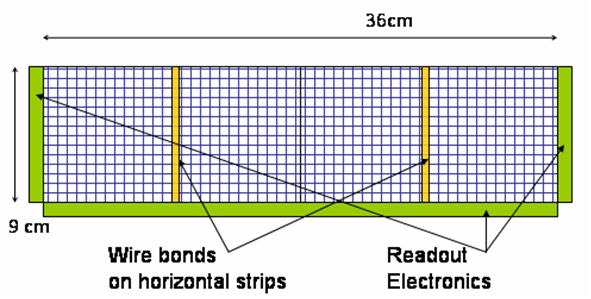 36cm
9 cm
Wire bonds
on horizontal strips
Readout
Electronics